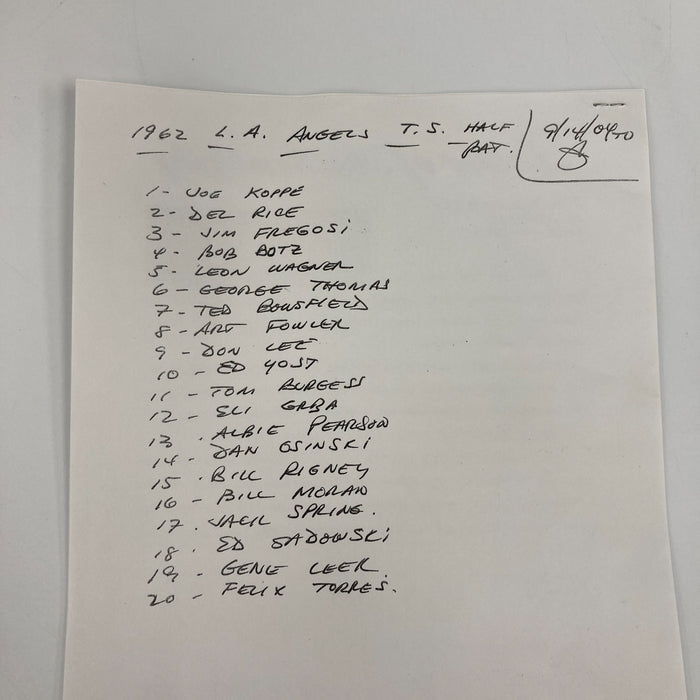 1962 L.A. ANGELS T.S. HALF
BAT.
9/14/04
1- JOE KOPPE
2- DEL RICE
3- JIM FREGOSi
4- BOB BOTZ
5- LEON WAGNER
6- GEORGE THOMAS
7- TED BOWSFIELD
8- ART FOWLER
9- DON LEE
10- ED YOST
11- TOM BURGESS
12- ELI GRBA
13. ALBIE PEARSON
14- DAN OSINSKi
15. BILL RIGNEY
16- BILL MORAN
17. JACK SPRING.
18. ED SADOWSKi
19- GENE LEEK.
20- FELIX TORRES.